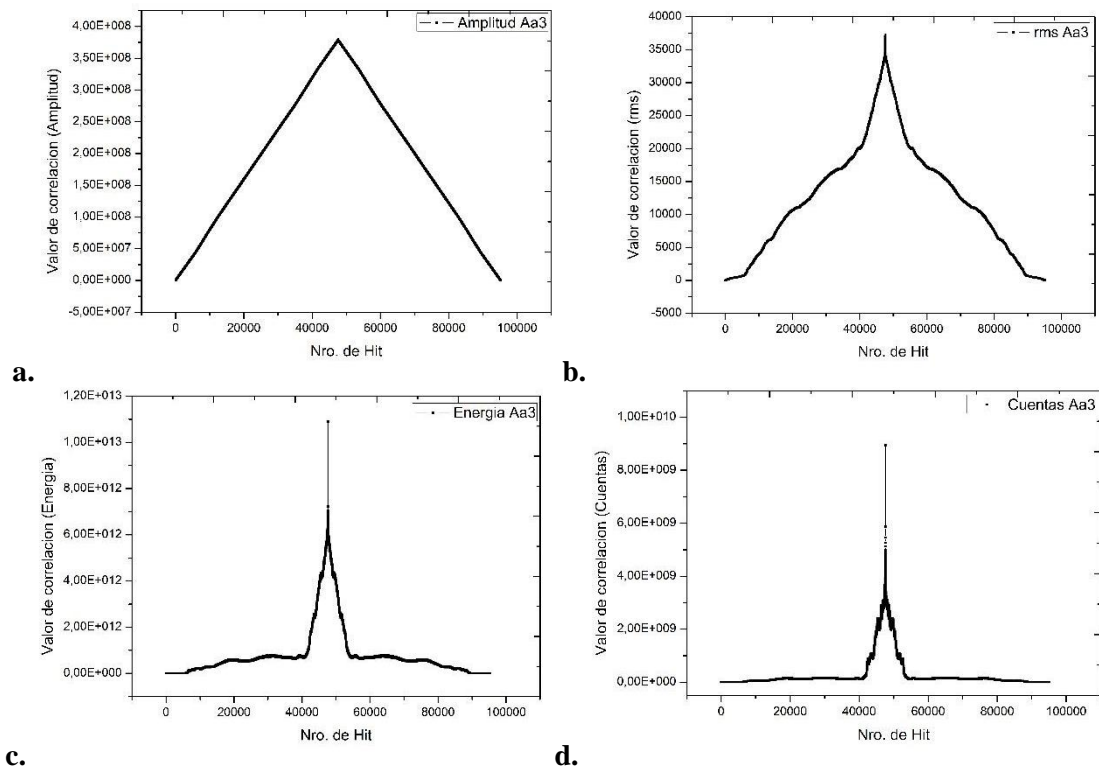 Amplitud Aa3
Valor de correlacion (Amplitud)
4,00E+008
3,50E+008
3,00E+008
2,50E+008
2,00E+008
1,50E+008
1,00E+008
5,00E+007
0,00E+000
-5,00E+007
0 20000 40000 60000 80000 100000
Nro. de Hit
a.
rms Aa3
Valor de correlacion (rms)
40000
35000
30000
25000
20000
15000
10000
5000
0
-5000
0 20000 40000 60000 80000 100000
Nro. de Hit
b.
Energia Aa3
Valor de correlacion (Energia)
1,20E+013
1,00E+013
8,00E+012
6,00E+012
4,00E+012
2,00E+012
0,00E+000
0 20000 40000 60000 80000 100000
Nro. de Hit
c.
Cuentas Aa3
Valor de correlacion (Cuentas)
1,00E+010
8,00E+009
6,00E+009
4,00E+009
2,00E+009
0,00E+000
0 20000 40000 60000 80000 100000
Nro. de Hit
d.